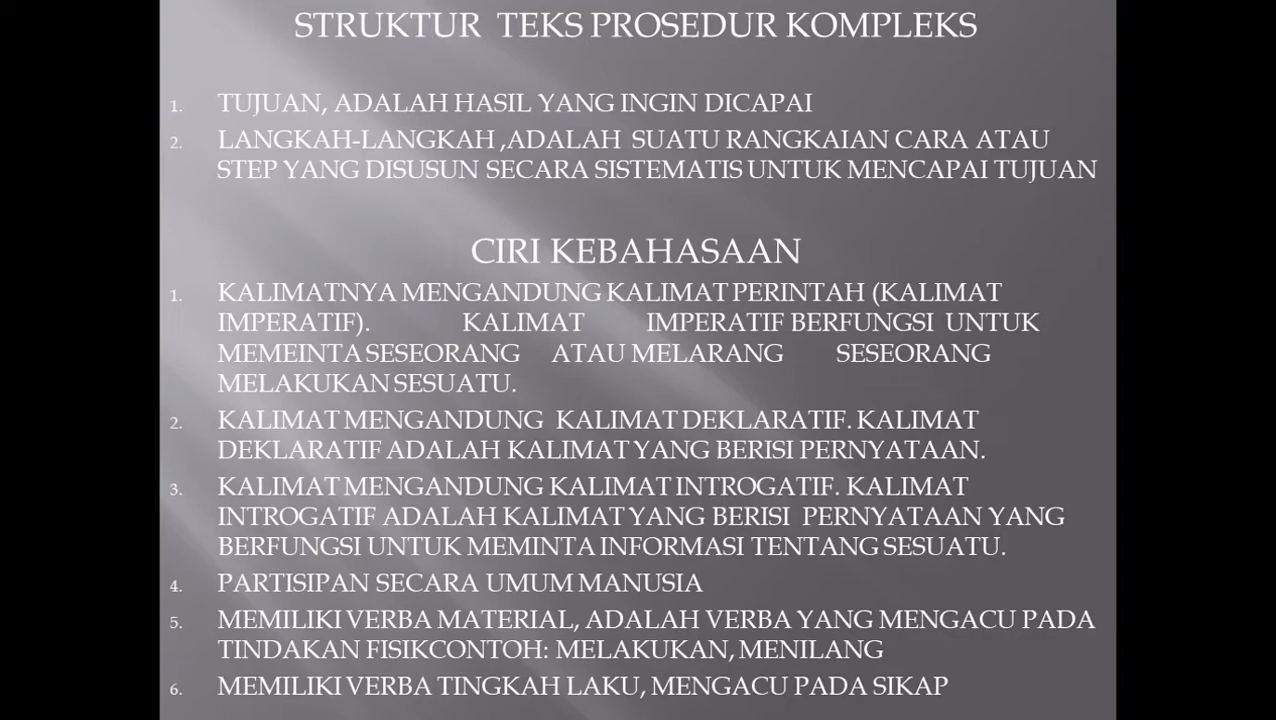 STRUKTUR TEKS PROSEDUR KOMPLEKS
1. TUJUAN, ADALAH HASIL YANG INGIN DICAPAI
2. LANGKAH-LANGKAH ,ADALAH SUATU RANGKAIAN CARA ATAU
STEP YANG DISUSUN SECARA SISTEMATIS UNTUK MENCAPAI TUJUAN
CIRI KEBAHASAAN
1. KALIMATNYA MENGANDUNG KALIMAT PERINTAH (KALIMAT
IMPERATIF). KALIMAT IMPERATIF BERFUNGSI UNTUK
MEMEINTA SESEORANG ATAU MELARANG SESEORANG
MELAKUKAN SESUATU.
2. KALIMAT MENGANDUNG KALIMAT DEKLARATIF. KALIMAT
DEKLARATIF ADALAH KALIMAT YANG BERISI PERNYATAAN.
3. KALIMAT MENGANDUNG KALIMAT INTROGATIF. KALIMAT
INTROGATIF ADALAH KALIMAT YANG BERISI PERNYATAAN YANG
BERFUNGSI UNTUK MEMINTA INFORMASI TENTANG SESUATU.
4. PARTISIPAN SECARA UMUM MANUSIA
5. MEMILIKI VERBA MATERIAL, ADALAH VERBA YANG MENGACU PADA
TINDAKAN FISIKCONTOH: MELAKUKAN, MENILANG
6. MEMILIKI VERBA TINGKAH LAKU, MENGACU PADA SIKAP